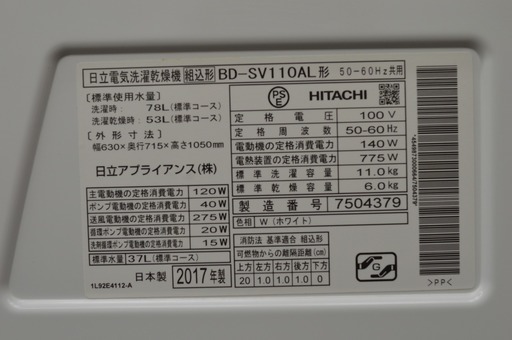 日立電気洗濯乾燥機 組込形 BD-SV110AL形 50-60Hz共用
[標準使用水量]
洗濯時： 78L(標準コース)
洗濯乾燥時：53L(標準コース)
[外形寸法]
幅630×奥行715×高さ1050mm
日立アプライアンス(株)
主電動機の定格消費電力 120W
ポンプ電動機の定格消費電力 40W
送風電動機の定格消費電力 275W
循環ポンプ電動機の定格消費電力 20W
洗剤循環ポンプの定格消費電力 15W
標準水量 37L(標準コース)
日本製 2017年製
1L92E4112-A
PSE HITACHI
定格電圧 100V
定格周波数 50-60Hz
電動機の定格消費電力 140W
電熱装置の定格消費電力 775W
標準洗濯容量 11.0kg
標準乾燥容量 6.0kg
製造番号 7504379
色相 W(ホワイト)
消防法 基準適合 組込形
可燃物からの離隔距離(cm)
上方 左方 右方 後方 下方
20 1.0 1.0 1.0 0
G
>PP<